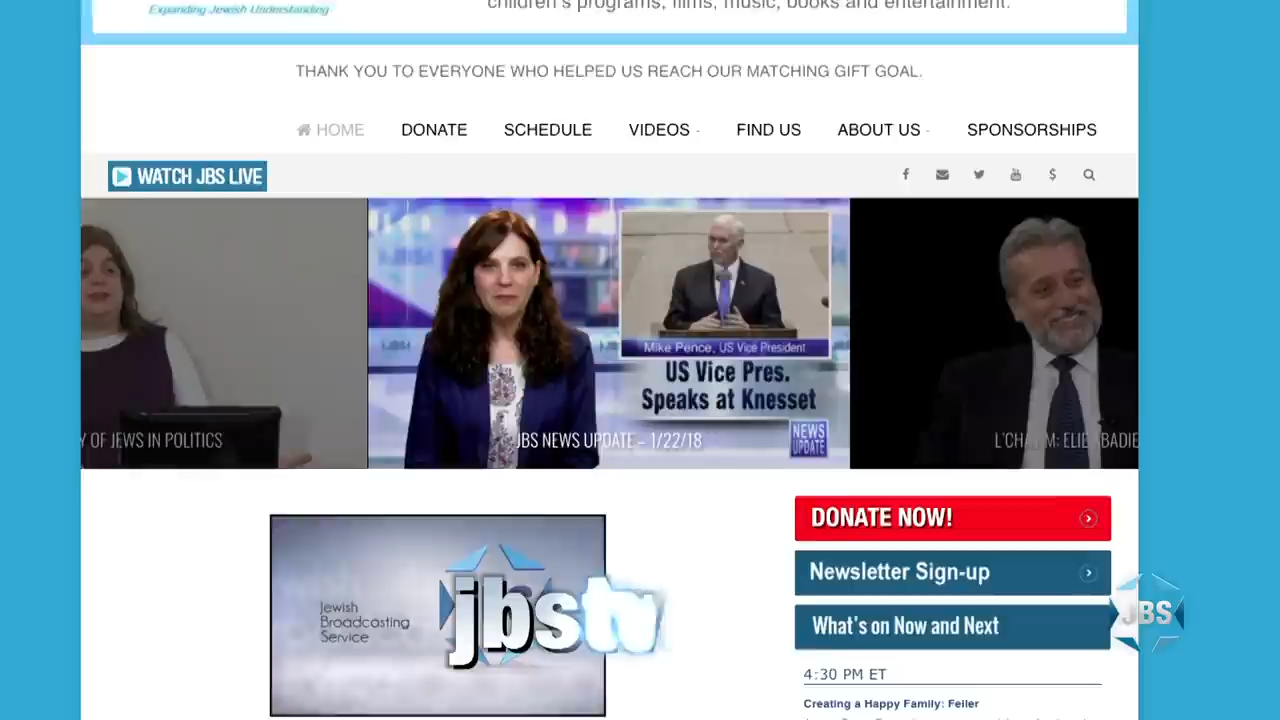 Expanding Jewish Understanding
children's programs, films, music, books and entertainment.
THANK YOU TO EVERYONE WHO HELPED US REACH OUR MATCHING GIFT GOAL.
HOME DONATE SCHEDULE VIDEOS - FIND US ABOUT US - SPONSORSHIPS
WATCH JBS LIVE
Mike Pence, US Vice President
US Vice Pres.
Speaks at Knesset
NEWS
UPDATE
Y OF JEWS IN POLITICS
JBS NEWS UPDATE – 1/22/18
L'CHAYIM: ELIE ABADIE
DONATE NOW!
Newsletter Sign-up
What's on Now and Next
Jewish
Broadcasting
Service
jbstv
JBS
4:30 PM ET
Creating a Happy Family: Feiler